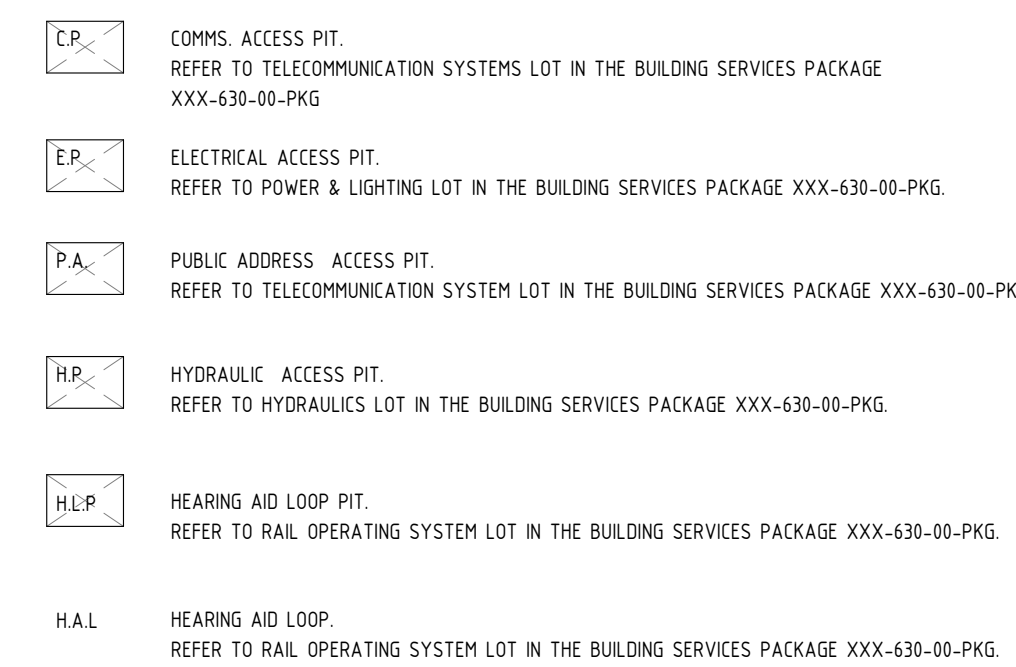 C.P. COMMS. ACCESS PIT.
REFER TO TELECOMMUNICATION SYSTEMS LOT IN THE BUILDING SERVICES PACKAGE
XXX-630-00-PKG
E.P. ELECTRICAL ACCESS PIT.
REFER TO POWER & LIGHTING LOT IN THE BUILDING SERVICES PACKAGE XXX-630-00-PKG.
P.A. PUBLIC ADDRESS ACCESS PIT.
REFER TO TELECOMMUNICATION SYSTEM LOT IN THE BUILDING SERVICES PACKAGE XXX-630-00-PK
H.P. HYDRAULIC ACCESS PIT.
REFER TO HYDRAULICS LOT IN THE BUILDING SERVICES PACKAGE XXX-630-00-PKG.
H.L.P HEARING AID LOOP PIT.
REFER TO RAIL OPERATING SYSTEM LOT IN THE BUILDING SERVICES PACKAGE XXX-630-00-PKG.
H.A.L HEARING AID LOOP.
REFER TO RAIL OPERATING SYSTEM LOT IN THE BUILDING SERVICES PACKAGE XXX-630-00-PKG.